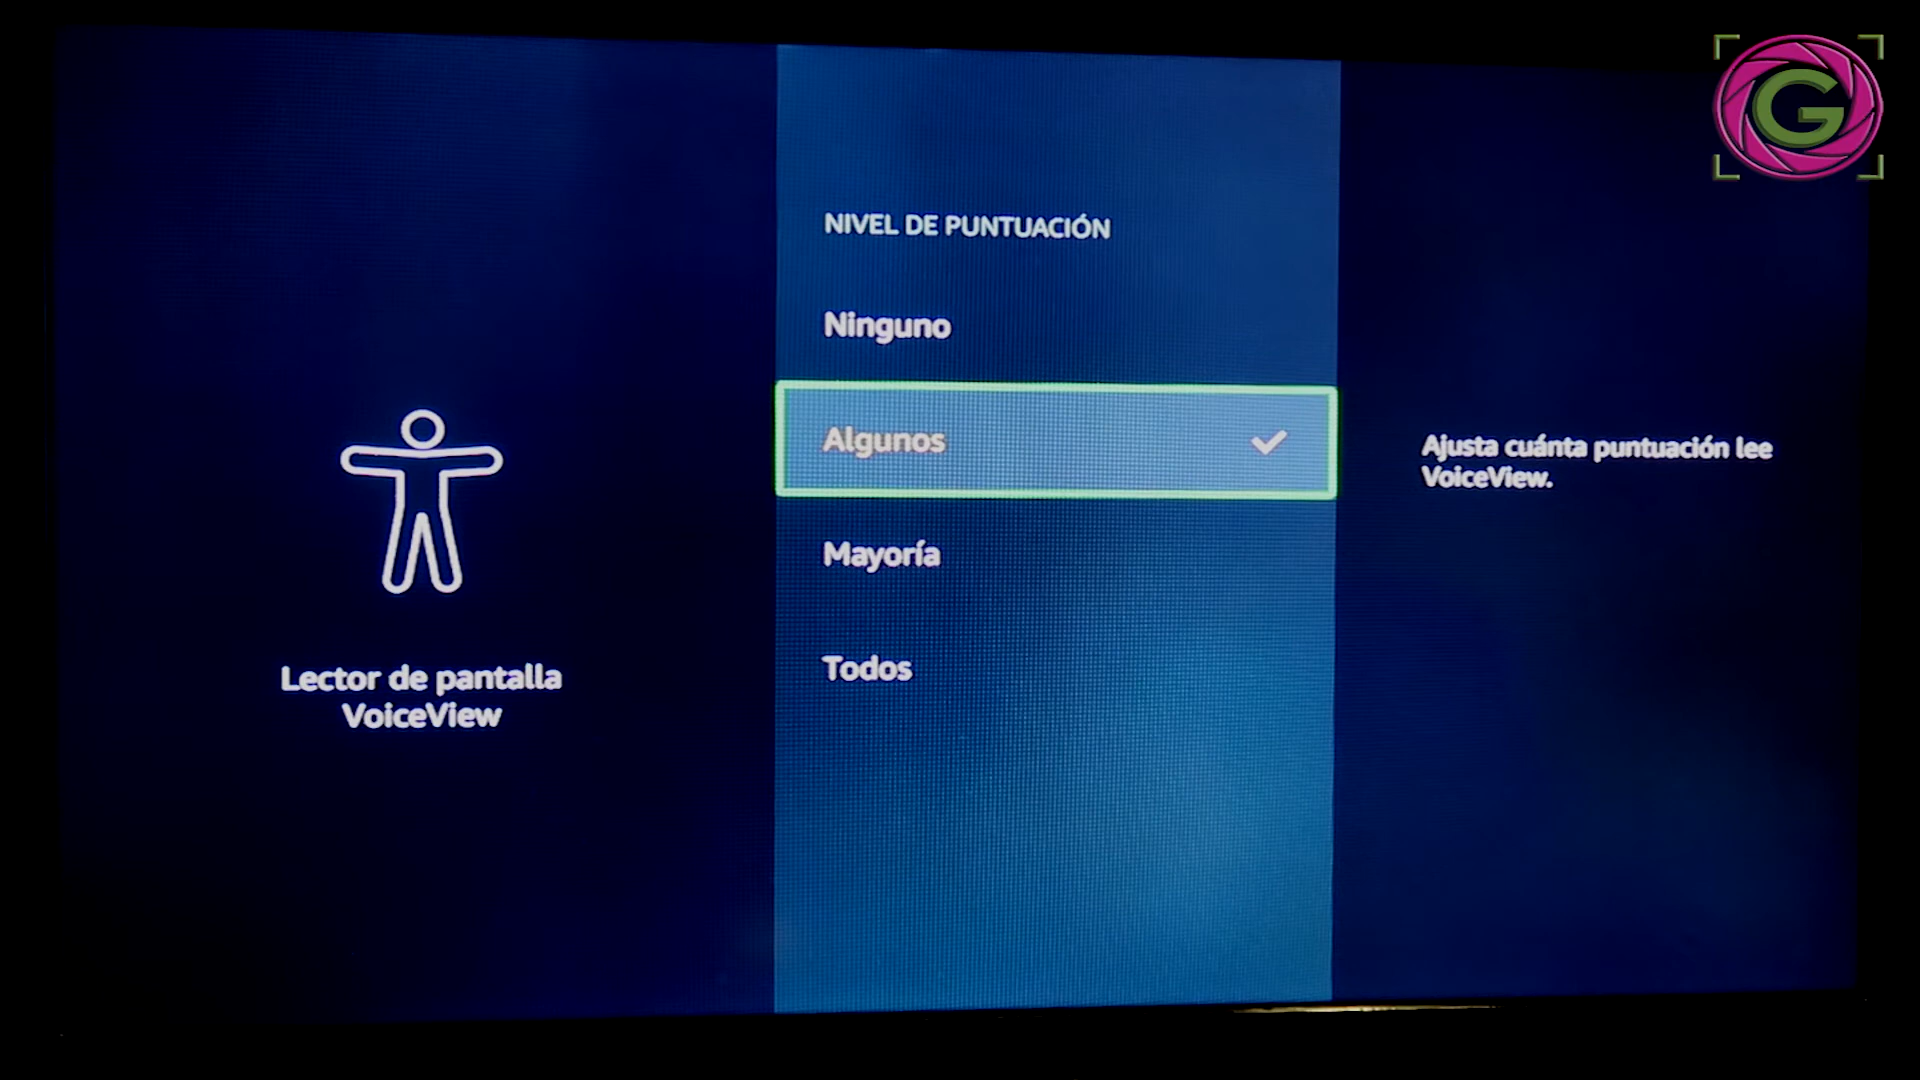 G
NIVEL DE PUNTUACIÓN
Ninguno
Algunos
Mayoría
Todos
Lector de pantalla
VoiceView
Ajusta cuánta puntuación lee
VoiceView.